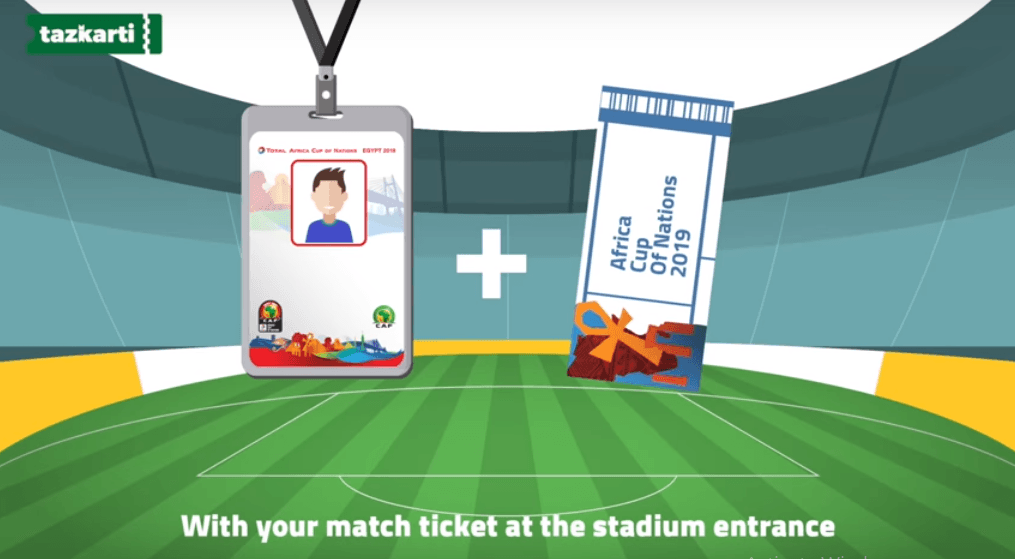 tazkarti
TOTAL AFRICA CUP OF NATIONS EGYPT 2019
Africa
Cup
Of Nations
2019
CAF
CAF
With your match ticket at the stadium entrance